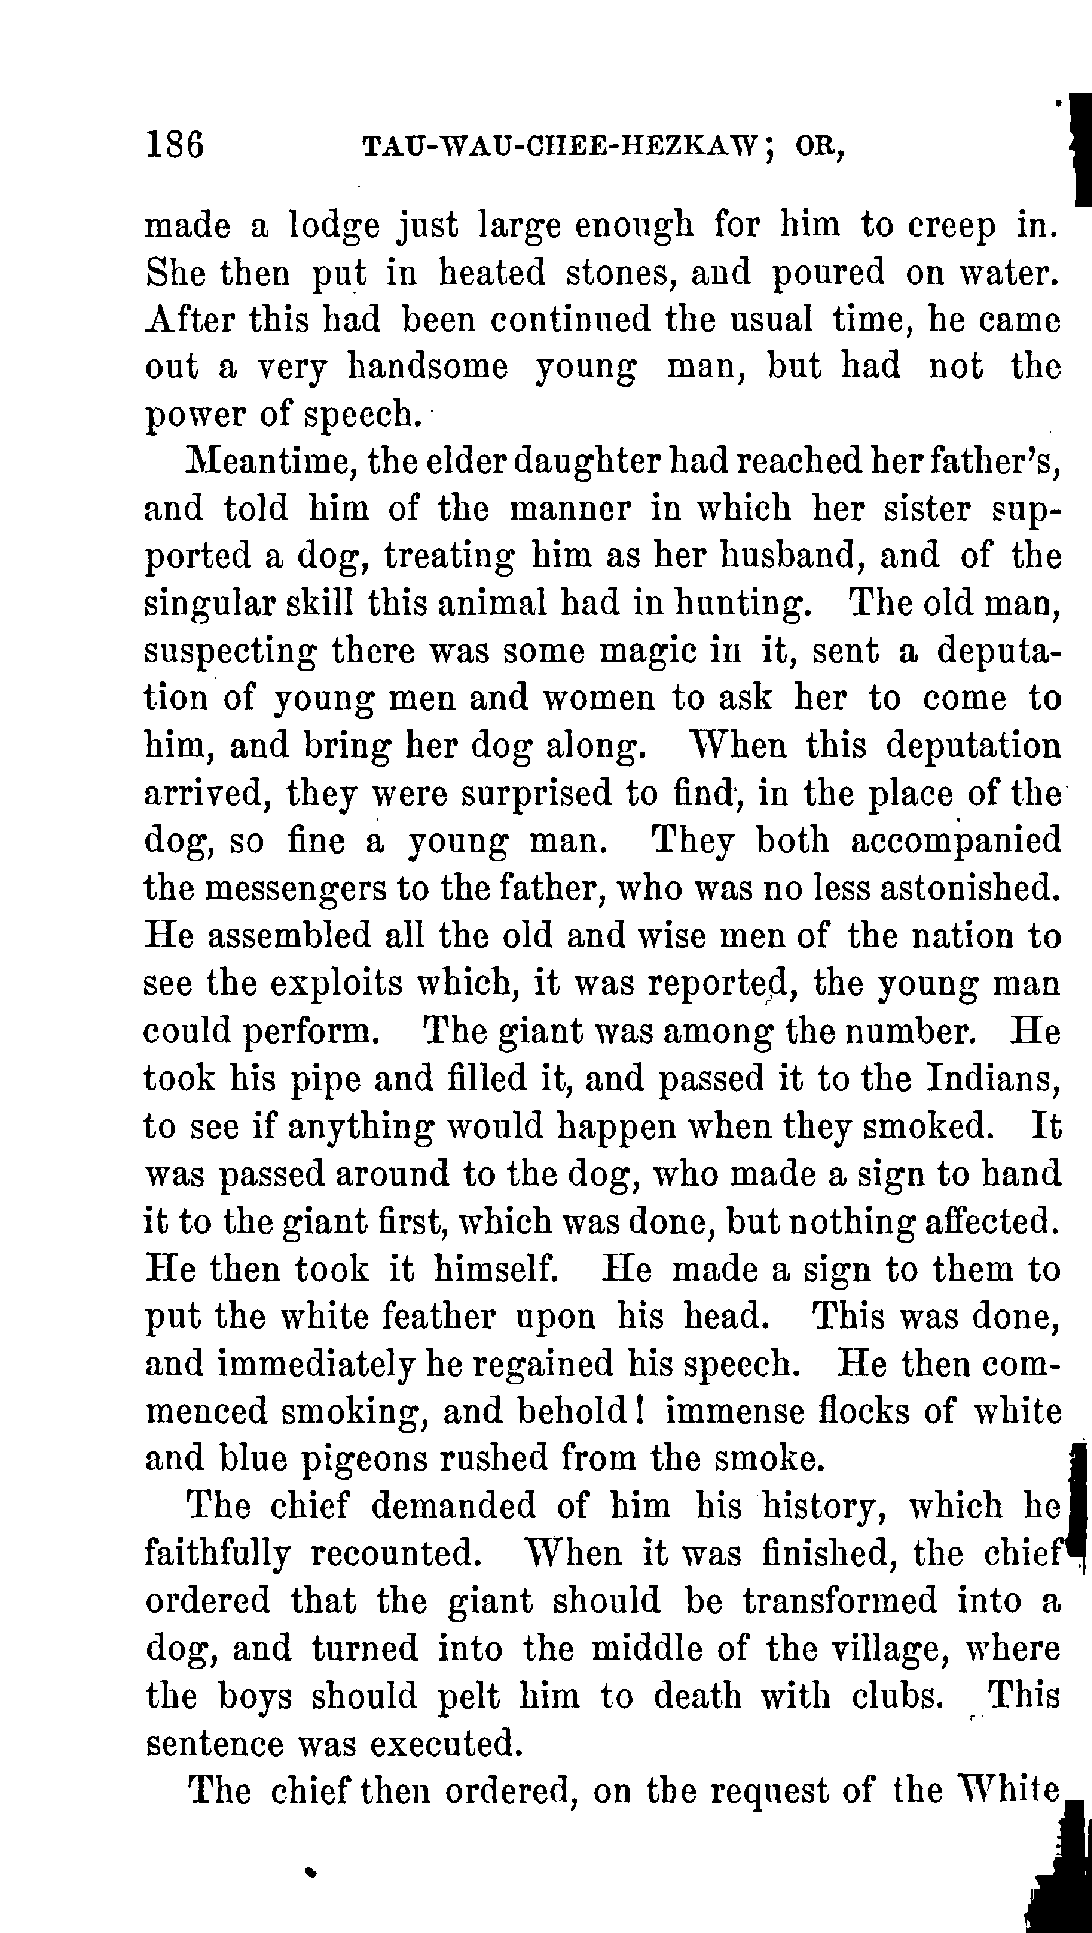 186 TAU-WAU-CHEE-HEZKAW; OR,
made a lodge just large enough for him to creep in.
She then put in heated stones, and poured on water.
After this had been continued the usual time, he came
out a very handsome young man, but had not the
power of speech.
Meantime, the elder daughter had reached her father's,
and told him of the manner in which her sister sup-
ported a dog, treating him as her husband, and of the
singular skill this animal had in hunting. The old man,
suspecting there was some magic in it, sent a deputa-
tion of young men and women to ask her to come to
him, and bring her dog along. When this deputation
arrived, they were surprised to find, in the place of the
dog, so fine a young man. They both accompanied
the messengers to the father, who was no less astonished.
He assembled all the old and wise men of the nation to
see the exploits which, it was reported, the young man
could perform. The giant was among the number. He
took his pipe and filled it, and passed it to the Indians,
to see if anything would happen when they smoked. It
was passed around to the dog, who made a sign to hand
it to the giant first, which was done, but nothing affected.
He then took it himself. He made a sign to them to
put the white feather upon his head. This was done,
and immediately he regained his speech. He then com-
menced smoking, and behold! immense flocks of white
and blue pigeons rushed from the smoke.
The chief demanded of him his history, which he
faithfully recounted. When it was finished, the chief
ordered that the giant should be transformed into a
dog, and turned into the middle of the village, where
the boys should pelt him to death with clubs. This
sentence was executed.
The chief then ordered, on the request of the White